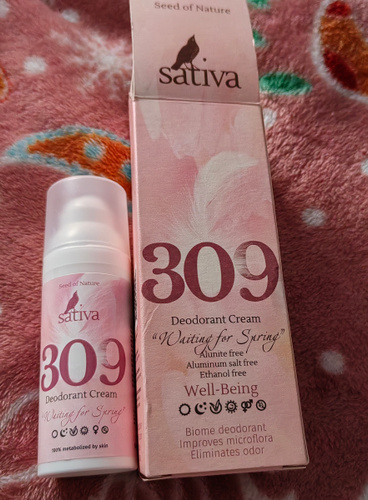 Seed of Nature
sativa
309
Deodorant Cream
"Waiting for Spring"
Alunite free
Aluminum salt free
Ethanol free
Well-Being
Biome deodorant
Improves microflora
Eliminates odor
Seed of Nature
sativa
309
Deodorant Cream
"Waiting for Spring"
100% metabolized by skin